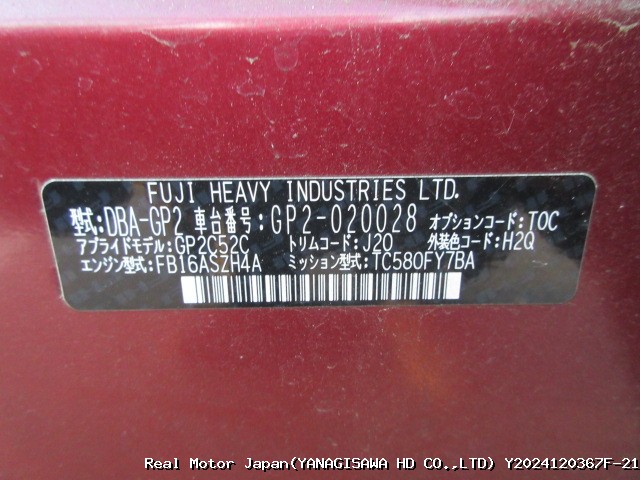 FUJI HEAVY INDUSTRIES LTD.
型式:DBA-GP2 車台番号:GP2-020028 オプションコード:TOC
アプライドモデル:GP2C52C トリムコード:J20 外装色コード:H2Q
エンジン型式:FB16ASZH4A ミッション型式:TC580FY7BA
Real Motor Japan(YANAGISAWA HD CO.,LTD) Y2024120367F-21